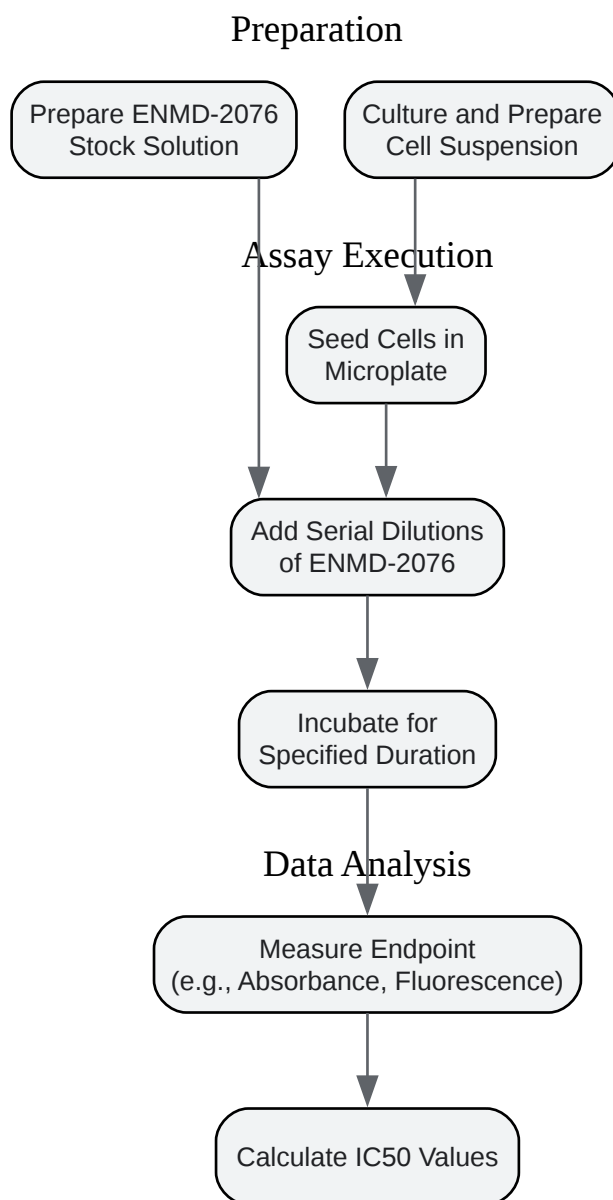 Preparation
Prepare ENMD-2076
Stock Solution
Culture and Prepare
Cell Suspension
Assay Execution
Seed Cells in
Microplate
Add Serial Dilutions
of ENMD-2076
Incubate for
Specified Duration
Data Analysis
Measure Endpoint
(e.g., Absorbance, Fluorescence)
Calculate IC50 Values